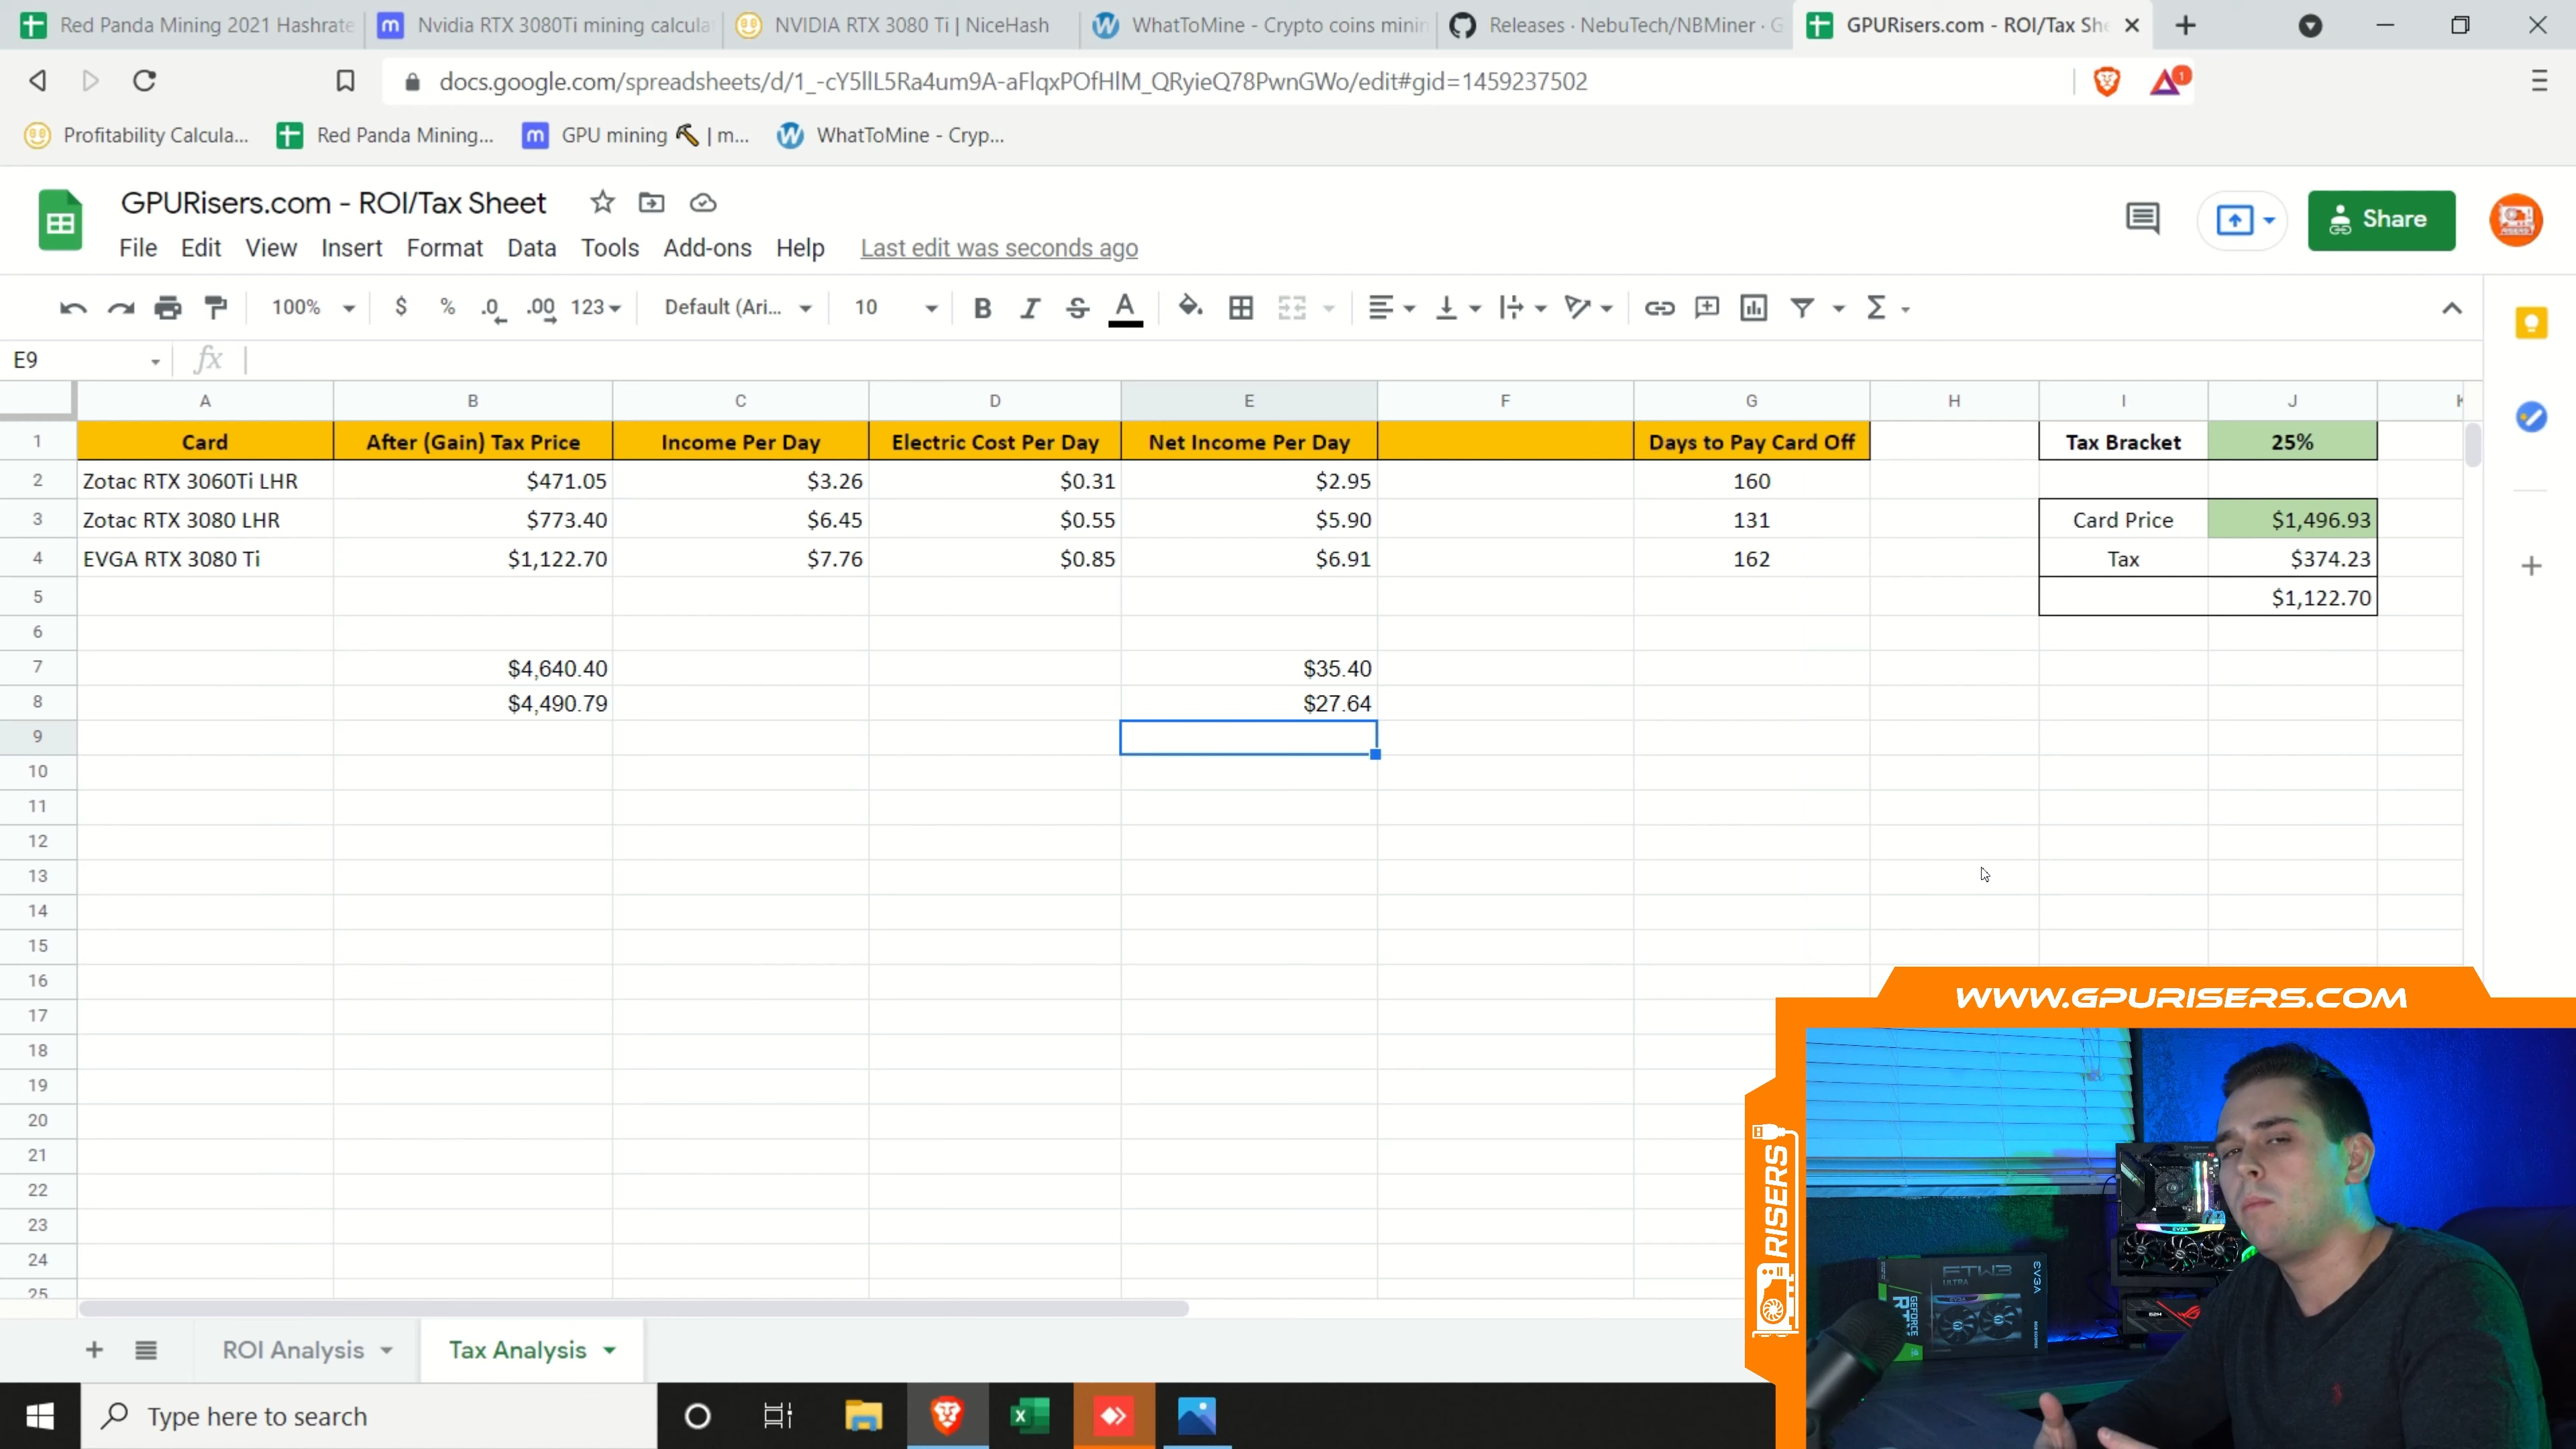 Red Panda Mining 2021 Hashrate
Nvidia RTX 3080Ti mining calcula
NVIDIA RTX 3080 Ti | NiceHash
WhatToMine - Crypto coins minin
Releases · NebuTech/NBMiner · G
GPURisers.com - ROI/Tax She
docs.google.com/spreadsheets/d/1_-cY5llL5Ra4um9A-aFlqxPOfHlM_QRyieQ78PwnGWo/edit#gid=1459237502
1
Profitability Calcula...
Red Panda Mining...
GPU mining | m...
WhatToMine - Cryp...
GPURisers.com - ROI/Tax Sheet
Share
File Edit View Insert Format Data Tools Add-ons Help Last edit was seconds ago
100% $ % .0 .00 123 Default (Ari... 10 B I S A Σ
E9 fx
A B C D E F G H I J K
1 Card After (Gain) Tax Price Income Per Day Electric Cost Per Day Net Income Per Day Days to Pay Card Off Tax Bracket 25%
2 Zotac RTX 3060Ti LHR $471.05 $3.26 $0.31 $2.95 160
3 Zotac RTX 3080 LHR $773.40 $6.45 $0.55 $5.90 131 Card Price $1,496.93
4 EVGA RTX 3080 Ti $1,122.70 $7.76 $0.85 $6.91 162 Tax $374.23
5 $1,122.70
6
7 $4,640.40 $35.40
8 $4,490.79 $27.64
9
10
11
12
13
14
15
16
17
18
19
20
21
22
23
24
25
WWW.GPURISERS.COM
RISERS
FTW3
ULTRA
EVGA
GEFORCE
RT
EVGA
ROI Analysis
Tax Analysis
Type here to search